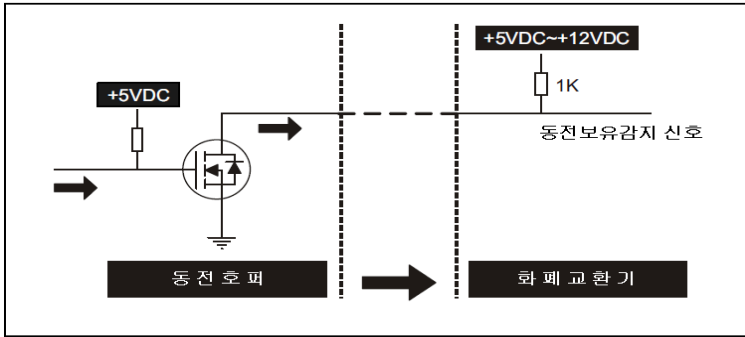 +5VDC~+12VDC
+5VDC
1K
동전보유감지 신호
동 전 호 퍼
화 폐 교 환 기